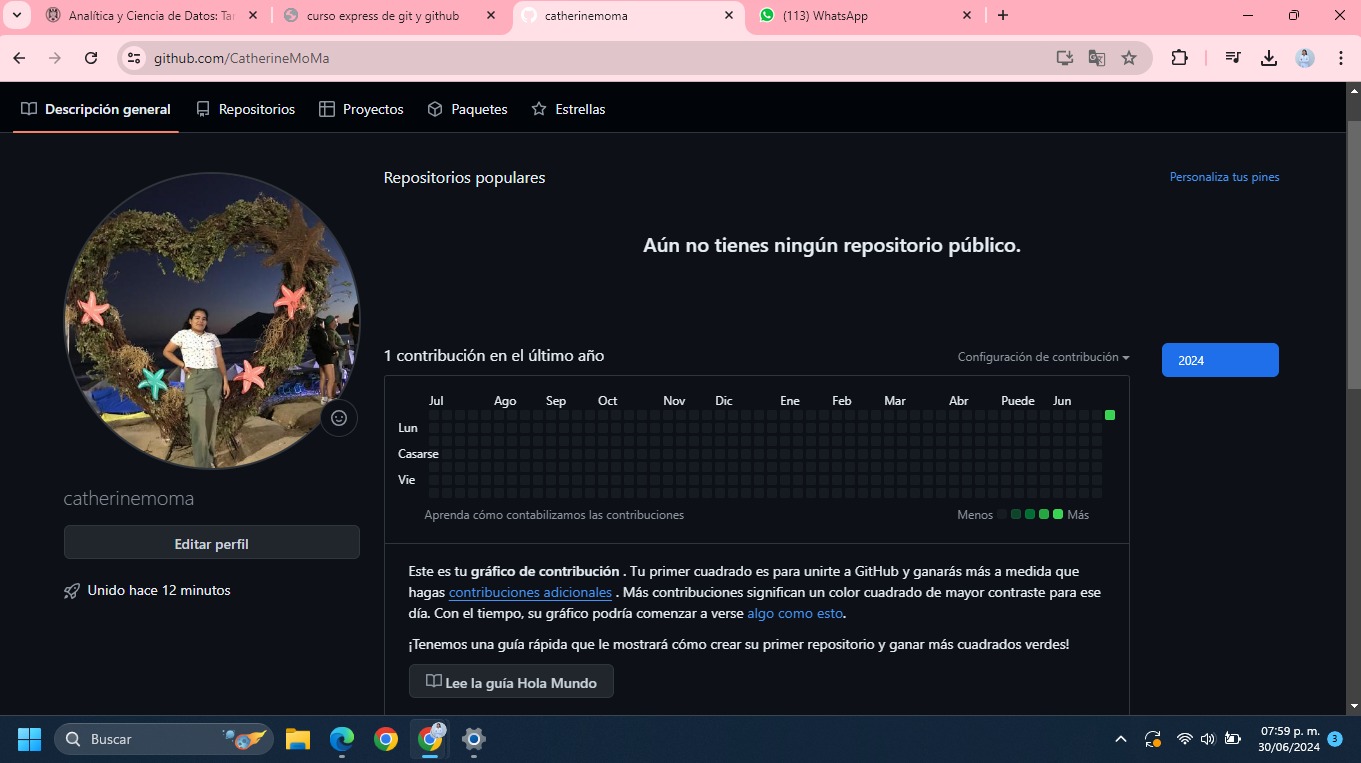 Analítica y Ciencia de Datos: Tar
curso express de git y github
catherinemoma
(113) WhatsApp
github.com/CatherineMoMa
Descripción general
Repositorios
Proyectos
Paquetes
Estrellas
Repositorios populares
Personaliza tus pines
Aún no tienes ningún repositorio público.
1 contribución en el último año
Configuración de contribución
2024
Jul Ago Sep Oct Nov Dic Ene Feb Mar Abr Puede Jun
Lun
Casarse
Vie
Aprenda cómo contabilizamos las contribuciones
Menos Más
catherinemoma
Editar perfil
Unido hace 12 minutos
Este es tu gráfico de contribución . Tu primer cuadrado es para unirte a GitHub y ganarás más a medida que
hagas contribuciones adicionales . Más contribuciones significan un color cuadrado de mayor contraste para ese
día. Con el tiempo, su gráfico podría comenzar a verse algo como esto.
¡Tenemos una guía rápida que le mostrará cómo crear su primer repositorio y ganar más cuadrados verdes!
Lee la guía Hola Mundo
Buscar
07:59 p. m.
30/06/2024
3